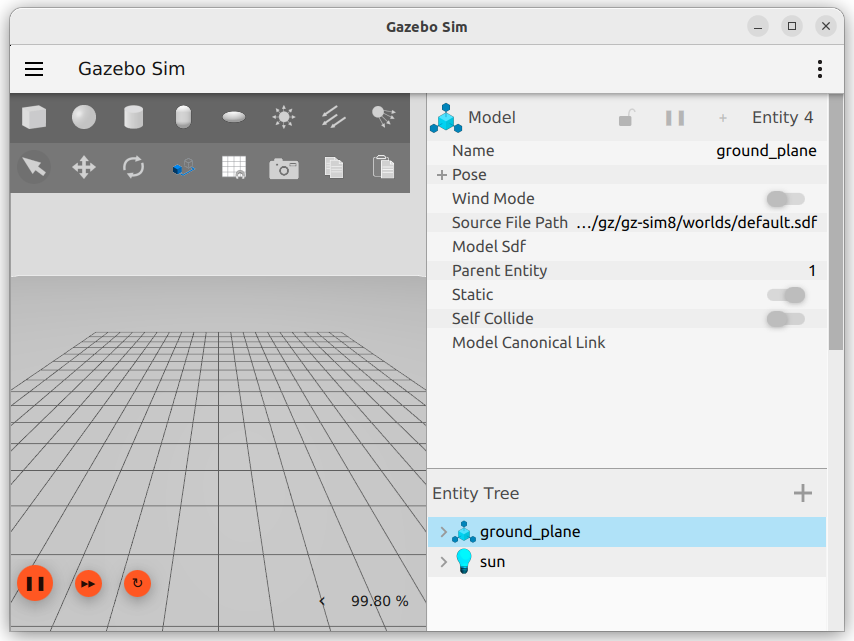 Gazebo Sim
Gazebo Sim
Model Entity 4
Name ground_plane
Pose
Wind Mode
Source File Path …/gz/gz-sim8/worlds/default.sdf
Model Sdf
Parent Entity 1
Static
Self Collide
Model Canonical Link
Entity Tree
ground_plane
sun
99.80 %